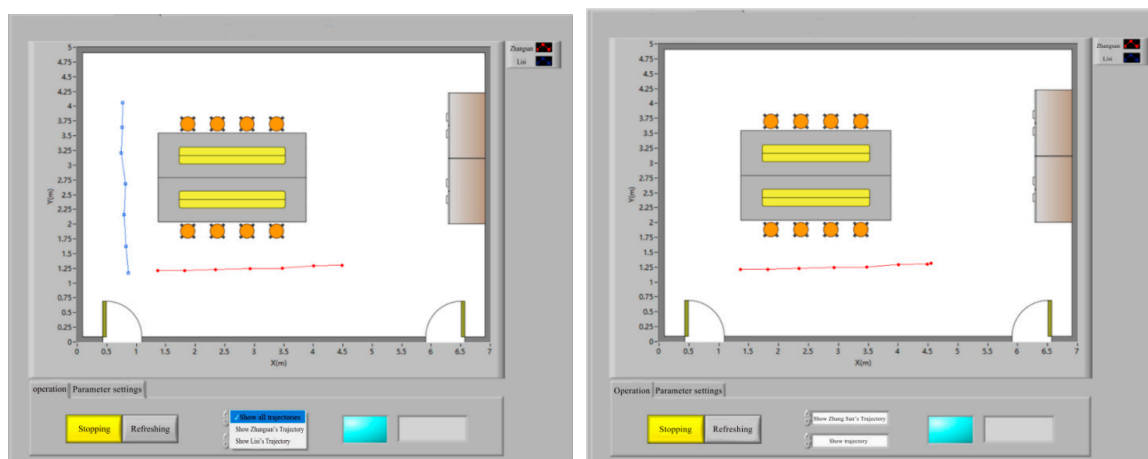 Zhangsan
Lisi
5
4.75
4.5
4.25
4
3.75
3.5
3.25
3
2.75
2.5
2.25
2
1.75
1.5
1.25
1
0.75
0.5
0.25
0
Y(m)
0 0.5 1 1.5 2 2.5 3 3.5 4 4.5 5 5.5 6 6.5 7
X(m)
operation Parameter settings
Stopping Refreshing
✓Show all trajectories
Show Zhangsan's Trajectory
Show Lisi's Trajectory
Zhangsan
Lisi
5
4.75
4.5
4.25
4
3.75
3.5
3.25
3
2.75
2.5
2.25
2
1.75
1.5
1.25
1
0.75
0.5
0.25
0
Y(m)
0 0.5 1 1.5 2 2.5 3 3.5 4 4.5 5 5.5 6 6.5 7
X(m)
Operation Parameter settings
Stopping Refreshing
Show Zhang San's Trajectory
Show trajectory